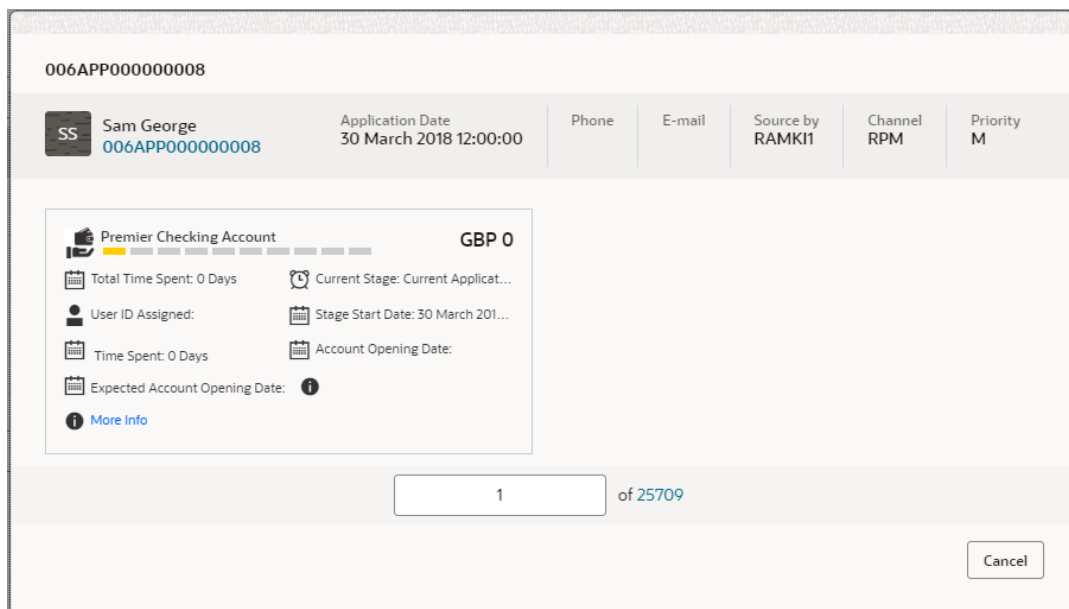 006APP000000008
SS Sam George
006APP000000008
Application Date
30 March 2018 12:00:00
Phone
E-mail
Source by
RAMKI1
Channel
RPM
Priority
M
Premier Checking Account
GBP 0
Total Time Spent: 0 Days
Current Stage: Current Applicat...
User ID Assigned:
Stage Start Date: 30 March 201...
Time Spent: 0 Days
Account Opening Date:
Expected Account Opening Date:
More Info
1 of 25709
Cancel